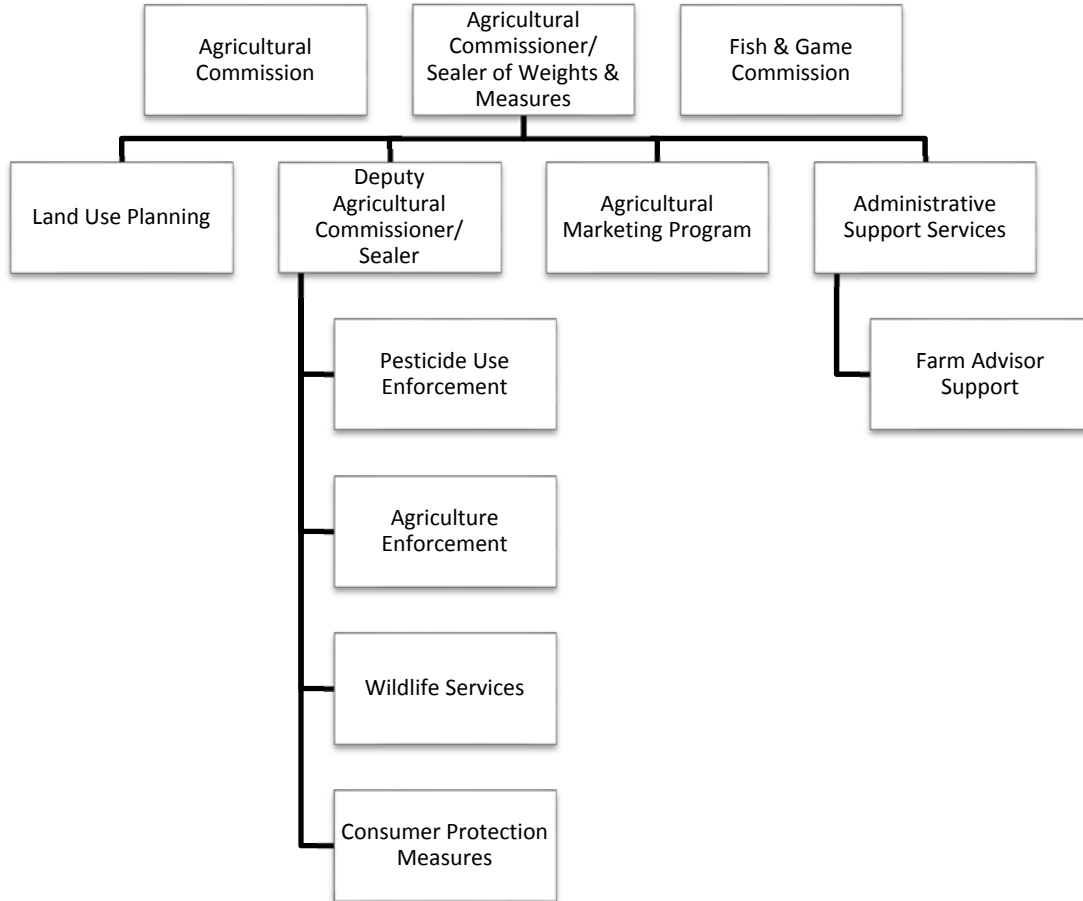 Agricultural
Commission
Agricultural
Commissioner/
Sealer of Weights &
Measures
Fish & Game
Commission
Land Use Planning
Deputy
Agricultural
Commissioner/
Sealer
Agricultural
Marketing Program
Administrative
Support Services
Pesticide Use
Enforcement
Farm Advisor
Support
Agriculture
Enforcement
Wildlife Services
Consumer Protection
Measures